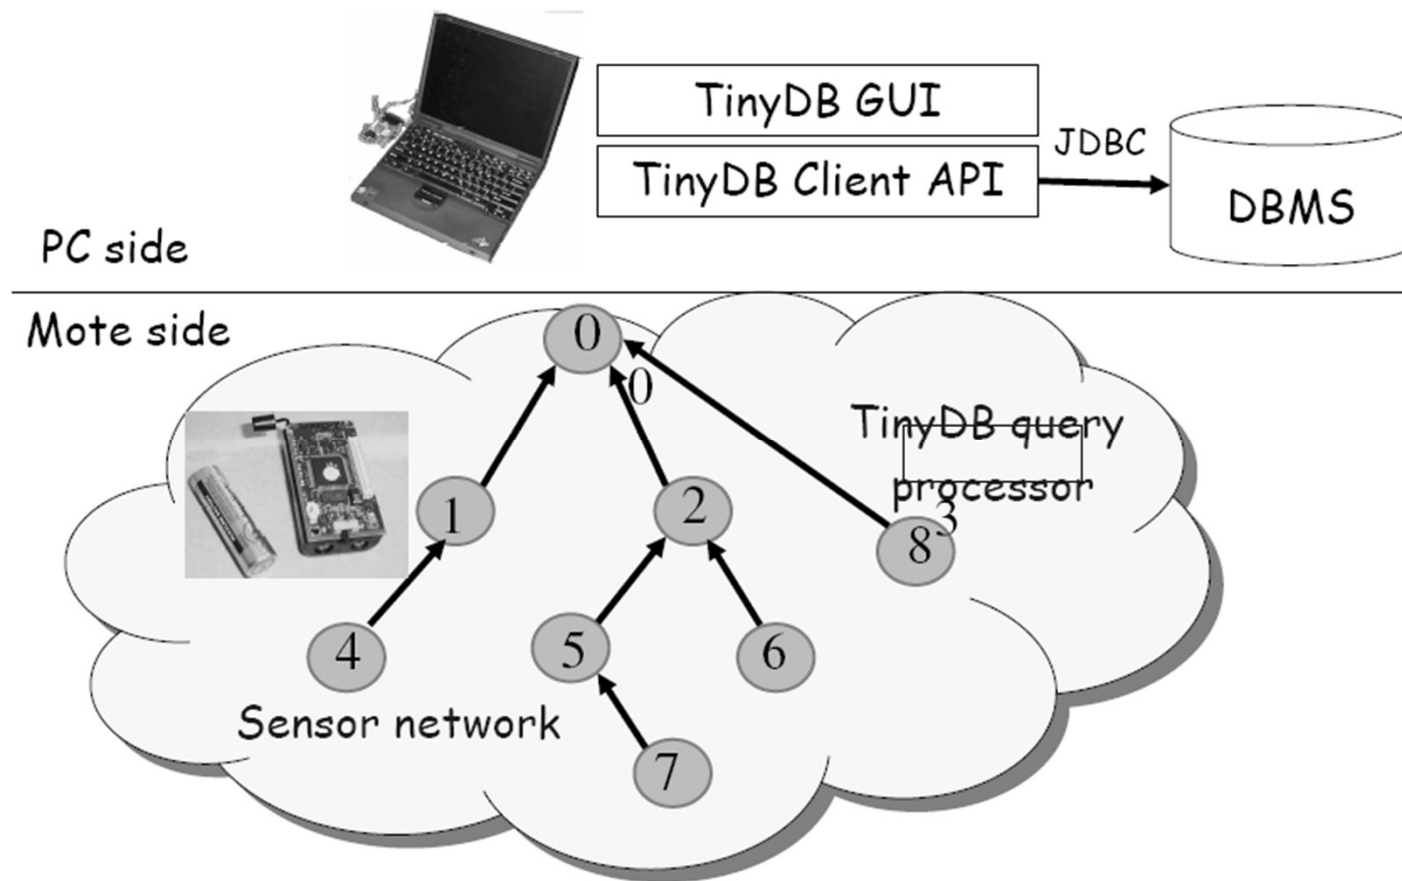 TinyDB GUI
JDBC
TinyDB Client API
DBMS
PC side
Mote side
0
0
TinyDB query
processor
1
2
3
8
4
5
6
Sensor network
7